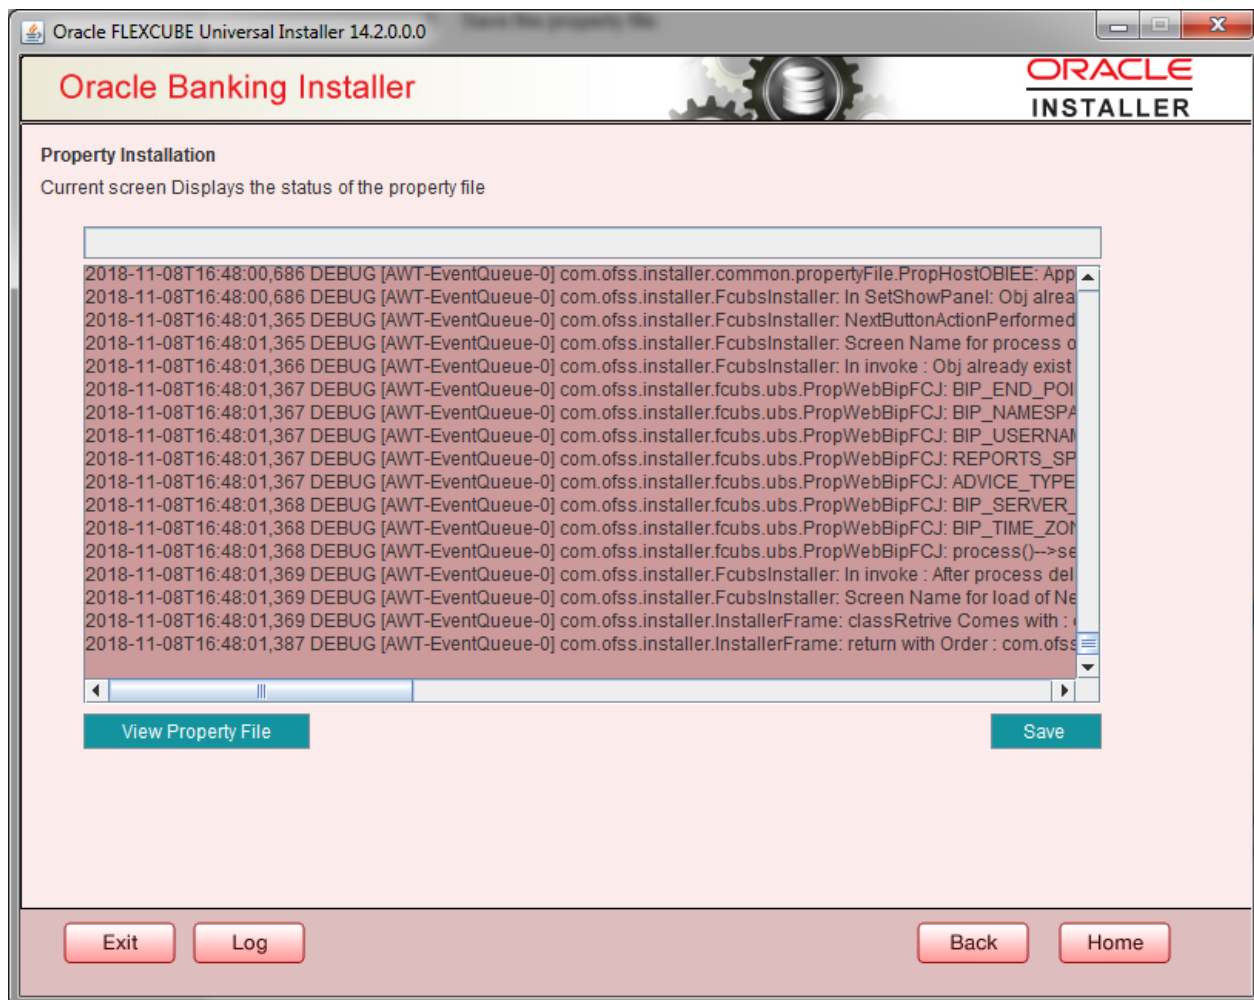 Save the property file
Oracle FLEXCUBE Universal Installer 14.2.0.0.0
Oracle Banking Installer
ORACLE
INSTALLER
Property Installation
Current screen Displays the status of the property file
2018-11-08T16:48:00,686 DEBUG [AWT-EventQueue-0] com.ofss.installer.common.propertyFile.PropHostOBIEE: App
2018-11-08T16:48:00,686 DEBUG [AWT-EventQueue-0] com.ofss.installer.FcubsInstaller: In SetShowPanel: Obj alrea
2018-11-08T16:48:01,365 DEBUG [AWT-EventQueue-0] com.ofss.installer.FcubsInstaller: NextButtonActionPerformed
2018-11-08T16:48:01,365 DEBUG [AWT-EventQueue-0] com.ofss.installer.FcubsInstaller: Screen Name for process o
2018-11-08T16:48:01,366 DEBUG [AWT-EventQueue-0] com.ofss.installer.FcubsInstaller: In invoke : Obj already exist
2018-11-08T16:48:01,367 DEBUG [AWT-EventQueue-0] com.ofss.installer.fcubs.ubs.PropWebBipFCJ: BIP_END_POI
2018-11-08T16:48:01,367 DEBUG [AWT-EventQueue-0] com.ofss.installer.fcubs.ubs.PropWebBipFCJ: BIP_NAMESPA
2018-11-08T16:48:01,367 DEBUG [AWT-EventQueue-0] com.ofss.installer.fcubs.ubs.PropWebBipFCJ: BIP_USERNAM
2018-11-08T16:48:01,367 DEBUG [AWT-EventQueue-0] com.ofss.installer.fcubs.ubs.PropWebBipFCJ: REPORTS_SP
2018-11-08T16:48:01,367 DEBUG [AWT-EventQueue-0] com.ofss.installer.fcubs.ubs.PropWebBipFCJ: ADVICE_TYPE
2018-11-08T16:48:01,368 DEBUG [AWT-EventQueue-0] com.ofss.installer.fcubs.ubs.PropWebBipFCJ: BIP_SERVER_
2018-11-08T16:48:01,368 DEBUG [AWT-EventQueue-0] com.ofss.installer.fcubs.ubs.PropWebBipFCJ: BIP_TIME_ZON
2018-11-08T16:48:01,368 DEBUG [AWT-EventQueue-0] com.ofss.installer.fcubs.ubs.PropWebBipFCJ: process()-->se
2018-11-08T16:48:01,369 DEBUG [AWT-EventQueue-0] com.ofss.installer.FcubsInstaller: In invoke : After process del
2018-11-08T16:48:01,369 DEBUG [AWT-EventQueue-0] com.ofss.installer.FcubsInstaller: Screen Name for load of Ne
2018-11-08T16:48:01,369 DEBUG [AWT-EventQueue-0] com.ofss.installer.InstallerFrame: classRetrive Comes with :
2018-11-08T16:48:01,387 DEBUG [AWT-EventQueue-0] com.ofss.installer.InstallerFrame: return with Order : com.ofss
View Property File
Save
Exit
Log
Back
Home